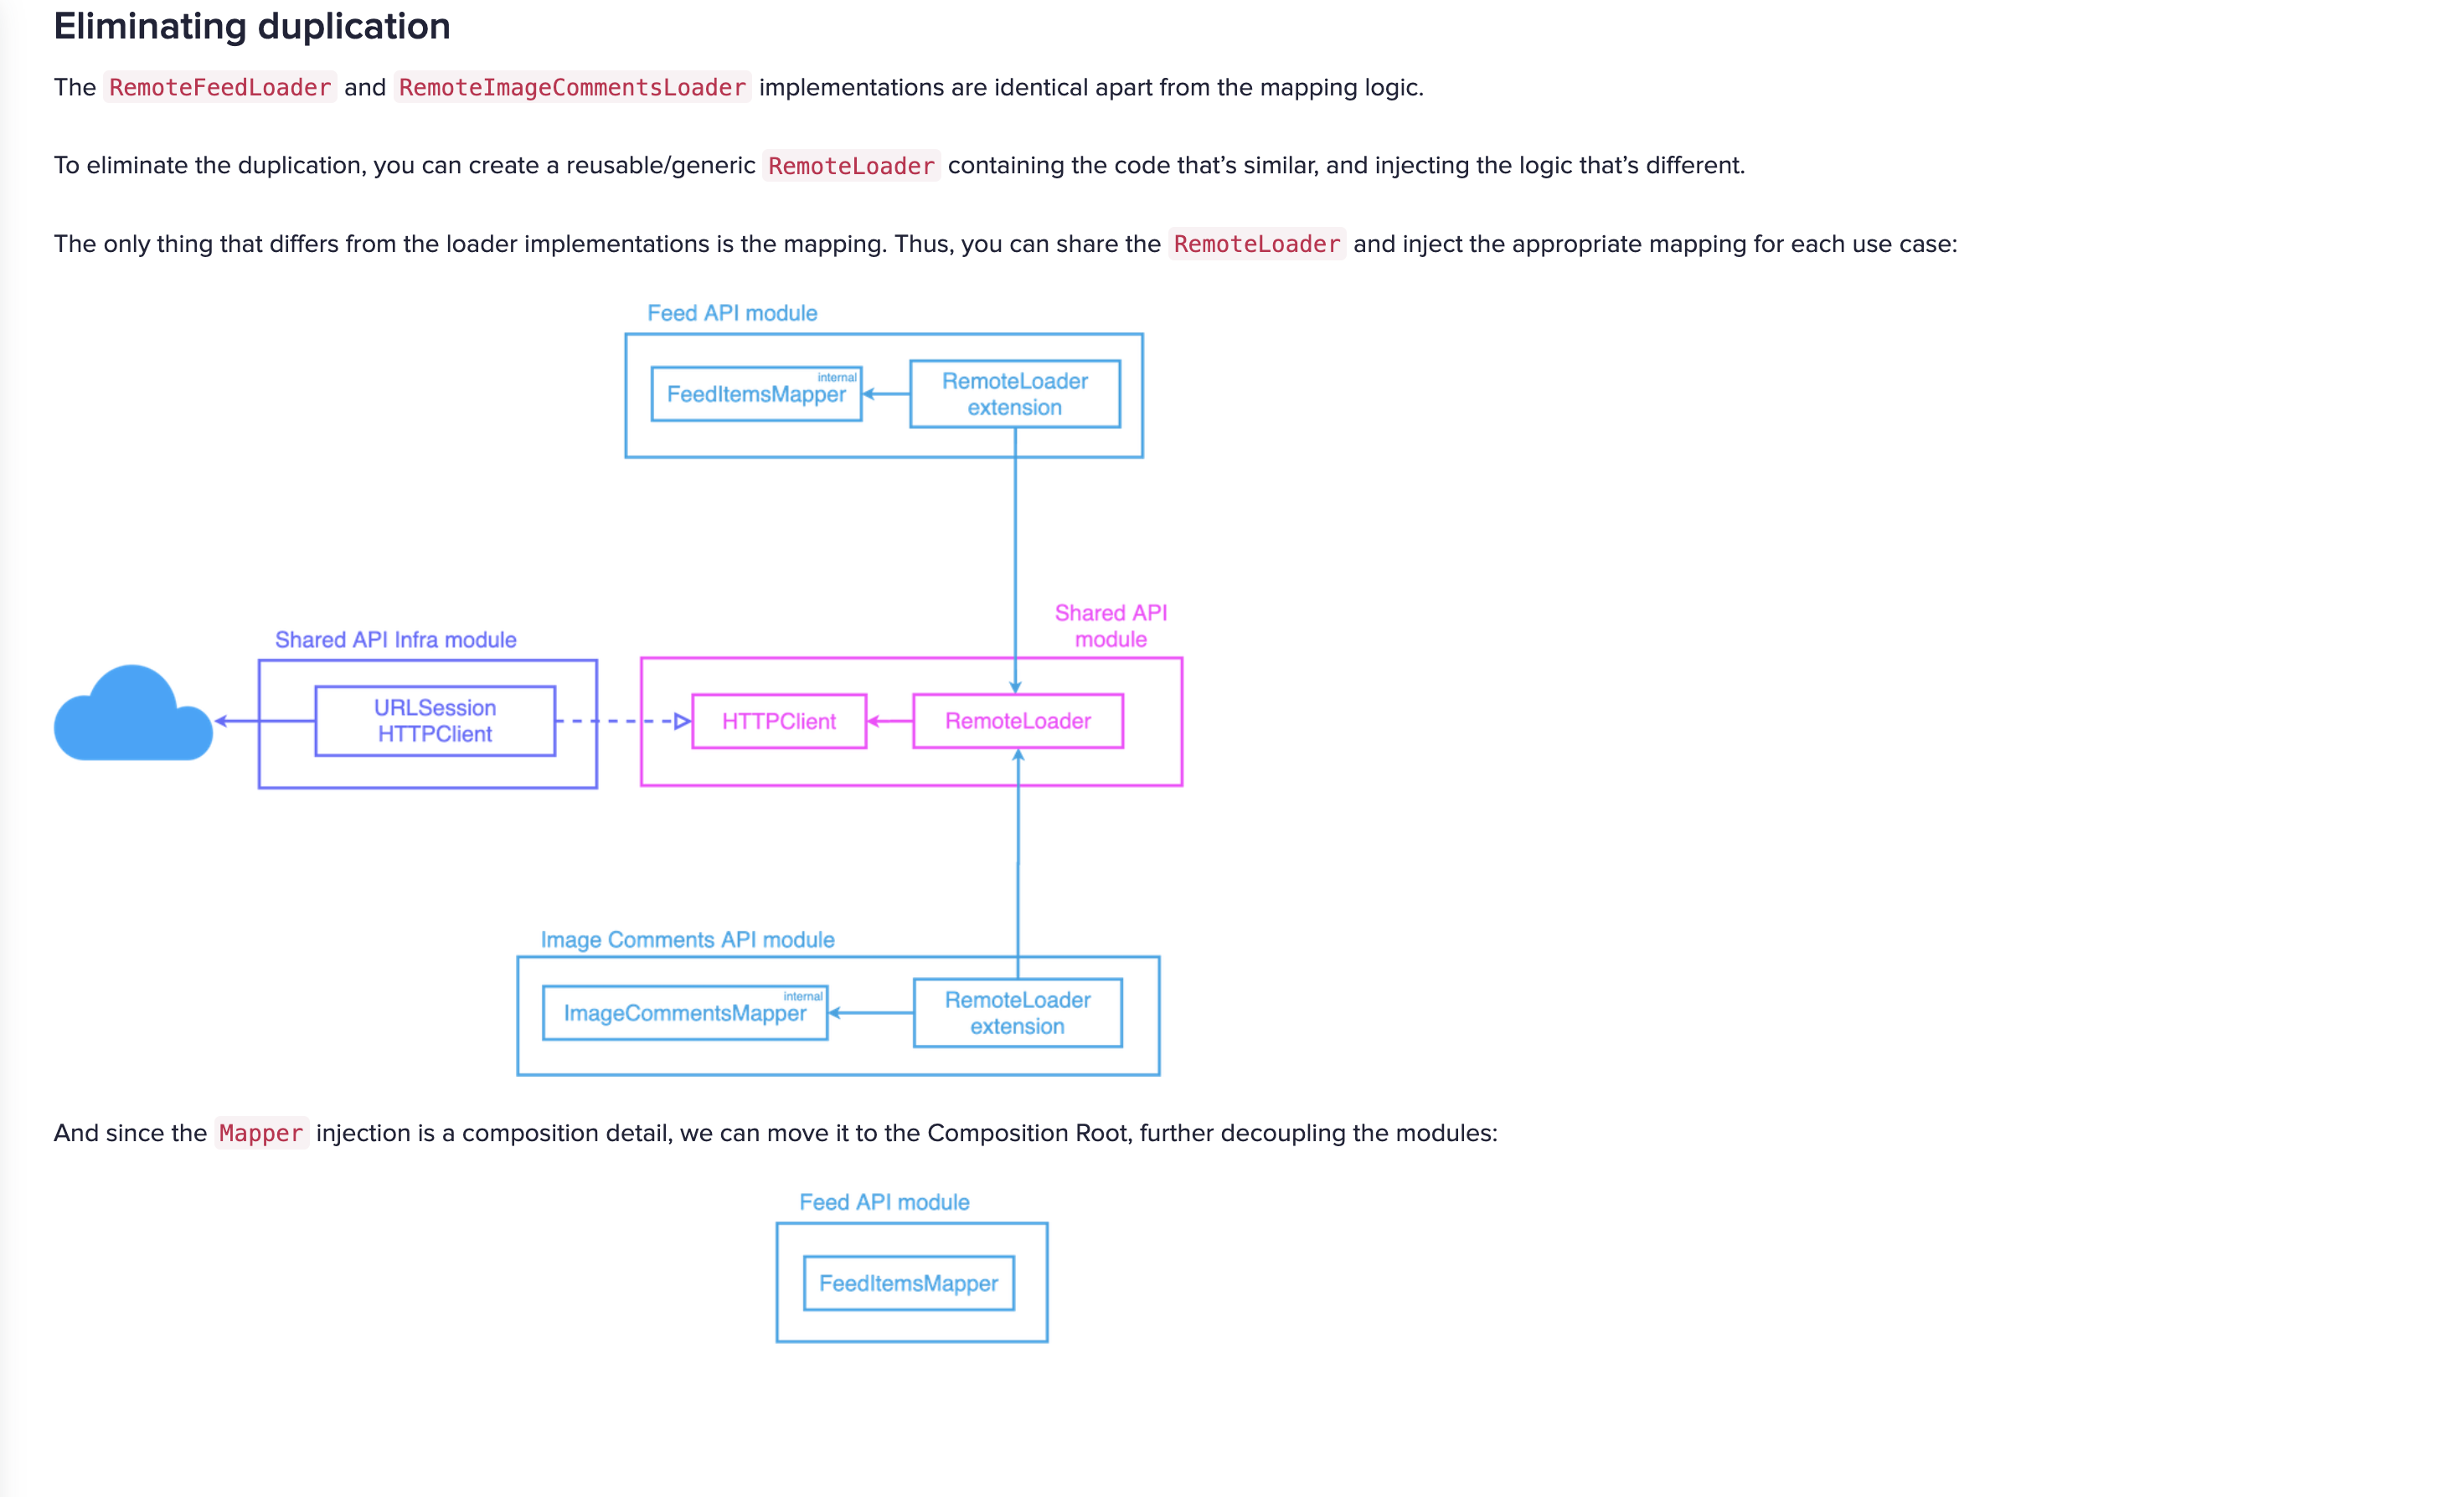 Eliminating duplication
The RemoteFeedLoader and RemoteImageCommentsLoader implementations are identical apart from the mapping logic.
To eliminate the duplication, you can create a reusable/generic RemoteLoader containing the code that’s similar, and injecting the logic that’s different.
The only thing that differs from the loader implementations is the mapping. Thus, you can share the RemoteLoader and inject the appropriate mapping for each use case:
Feed API module
internal
FeedItemsMapper
RemoteLoader
extension
Shared API
module
Shared API Infra module
URLSession
HTTPClient
HTTPClient
RemoteLoader
Image Comments API module
internal
ImageCommentsMapper
RemoteLoader
extension
And since the Mapper injection is a composition detail, we can move it to the Composition Root, further decoupling the modules:
Feed API module
FeedItemsMapper